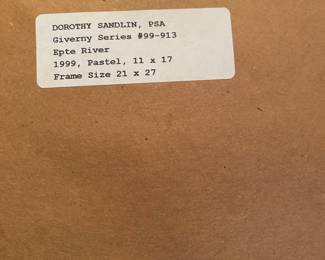 DOROTHY SANDLIN, PSA
Giverny Series #99-913
Epte River
1999, Pastel, 11 x 17
Frame Size 21 x 27